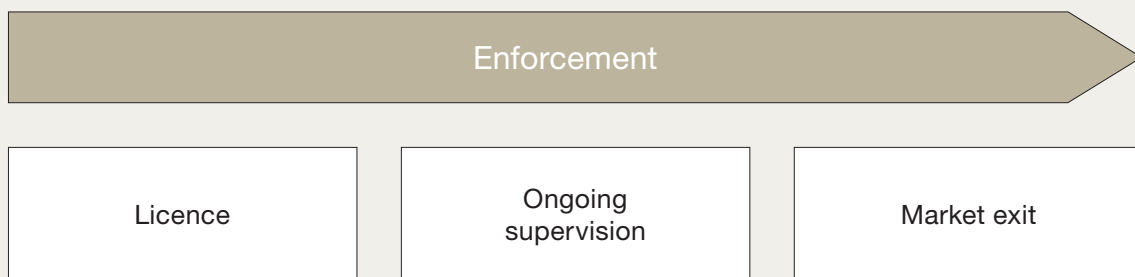 Enforcement
Licence
Ongoing
supervision
Market exit